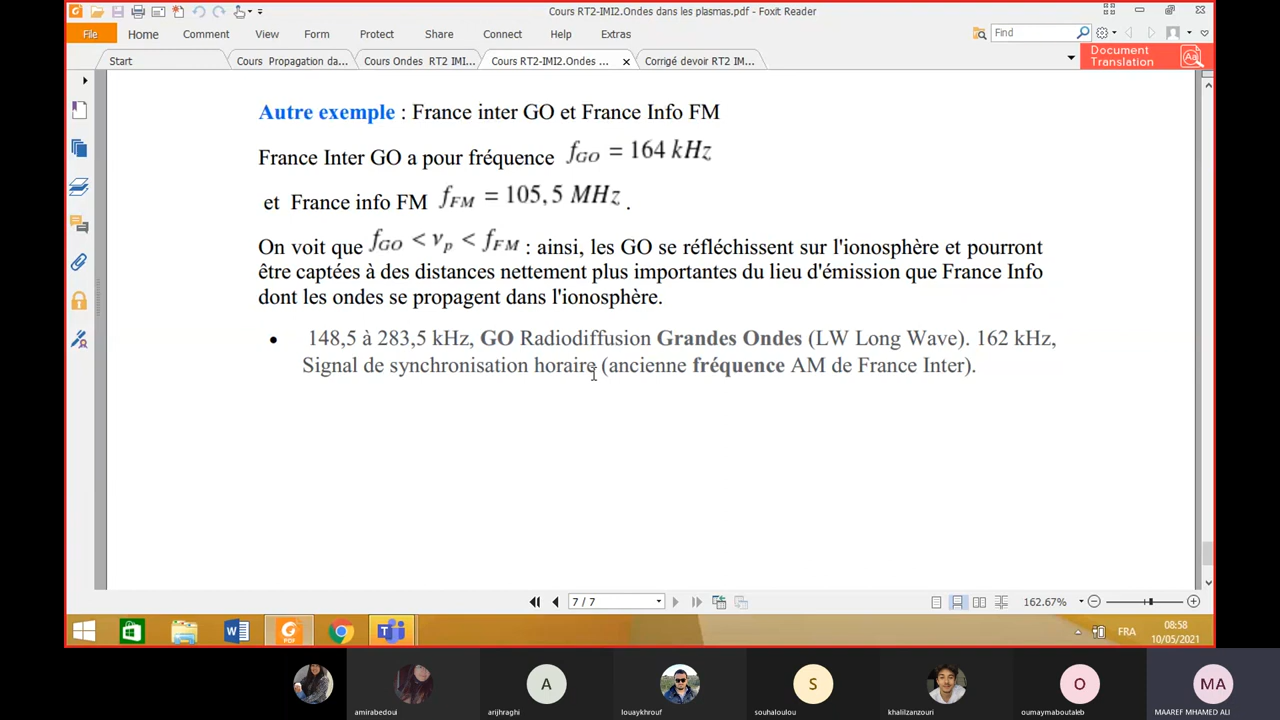 Cours RT2-IMI2.Ondes dans les plasmas.pdf - Foxit Reader
File Home Comment View Form Protect Share Connect Help Extras Find
Start Cours Propagation da... Cours Ondes RT2 IMI... Cours RT2-IMI2.Ondes ... Corrigé devoir RT2 IM...
Document
Translation
Autre exemple : France inter GO et France Info FM
France Inter GO a pour fréquence f_GO = 164 kHz
et France info FM f_FM = 105, 5 MHz .
On voit que f_GO < ν_p < f_FM : ainsi, les GO se réfléchissent sur l'ionosphère et pourront
être captées à des distances nettement plus importantes du lieu d'émission que France Info
dont les ondes se propagent dans l'ionosphère.
• 148,5 à 283,5 kHz, GO Radiodiffusion Grandes Ondes (LW Long Wave). 162 kHz,
Signal de synchronisation horaire (ancienne fréquence AM de France Inter).
7 / 7 162.67%
FRA 08:58
10/05/2021
A S O MA
amirabedoui arijhraghi louaykhrouf souhaloulou khalilzanzouri oumaymaboutaleb MAAREF MHAMED ALI